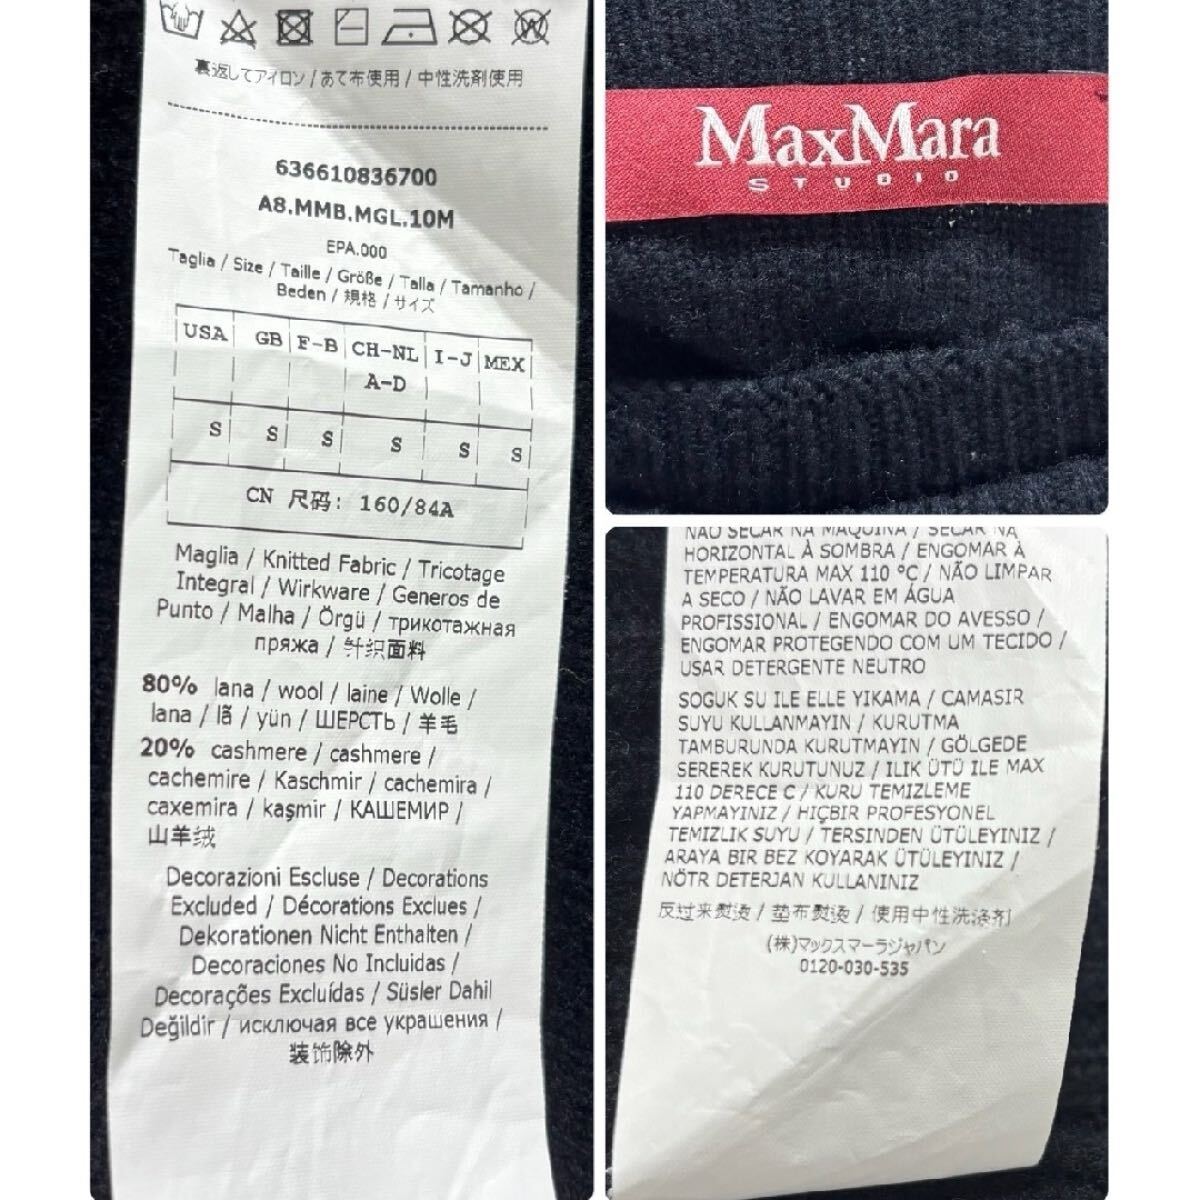 裏返してアイロン / あて布使用 / 中性洗剤使用
636610836700
A8.MMB.MGL.10M
EPA.000
Taglia / Size / Taille / Größe / Talla / Tamanho /
Beden / 規格 / サイズ
USA GB F-B CH-NL I-J MEX
A-D
S S S S S S
CN 尺码: 160/84A
Maglia / Knitted Fabric / Tricotage
Integral / Wirkware / Generos de
Punto / Malha / Örgü / трикотажная
пряжа / 针织面料
80% lana / wool / laine / Wolle /
lana / lã / yün / ШЕРСТЬ / 羊毛
20% cashmere / cashmere /
cachemire / Kaschmir / cachemira /
caxemira / kaşmir / КАШЕМИР /
山羊绒
Decorazioni Escluse / Decorations
Excluded / Décorations Exclues /
Dekorationen Nicht Enthalten /
Decoraciones No Incluidas /
Decorações Excluídas / Süsler Dahil
Değildir / исключая все украшения /
装饰除外
MaxMara
STUDIO
NÃO SECAR NA MÁQUINA / SECAR NA
HORIZONTAL À SOMBRA / ENGOMAR À
TEMPERATURA MAX 110 °C / NÃO LIMPAR
A SECO / NÃO LAVAR EM ÁGUA
PROFISSIONAL / ENGOMAR DO AVESSO /
ENGOMAR PROTEGENDO COM UM TECIDO /
USAR DETERGENTE NEUTRO
SOGUK SU ILE ELLE YIKAMA / CAMASIR
SUYU KULLANMAYIN / KURUTMA
TAMBURUNDA KURUTMAYIN / GÖLGEDE
SEREREK KURUTUNUZ / ILIK ÜTÜ ILE MAX
110 DERECE C / KURU TEMIZLEME
YAPMAYINIZ / HIÇBIR PROFESYONEL
TEMIZLIK SUYU / TERSINDEN ÜTÜLEYINIZ /
ARAYA BIR BEZ KOYARAK ÜTÜLEYINIZ /
NÖTR DETERJAN KULLANINIZ
反过来熨烫 / 垫布熨烫 / 使用中性洗涤剂
(株)マックスマーラジャパン
0120-030-535